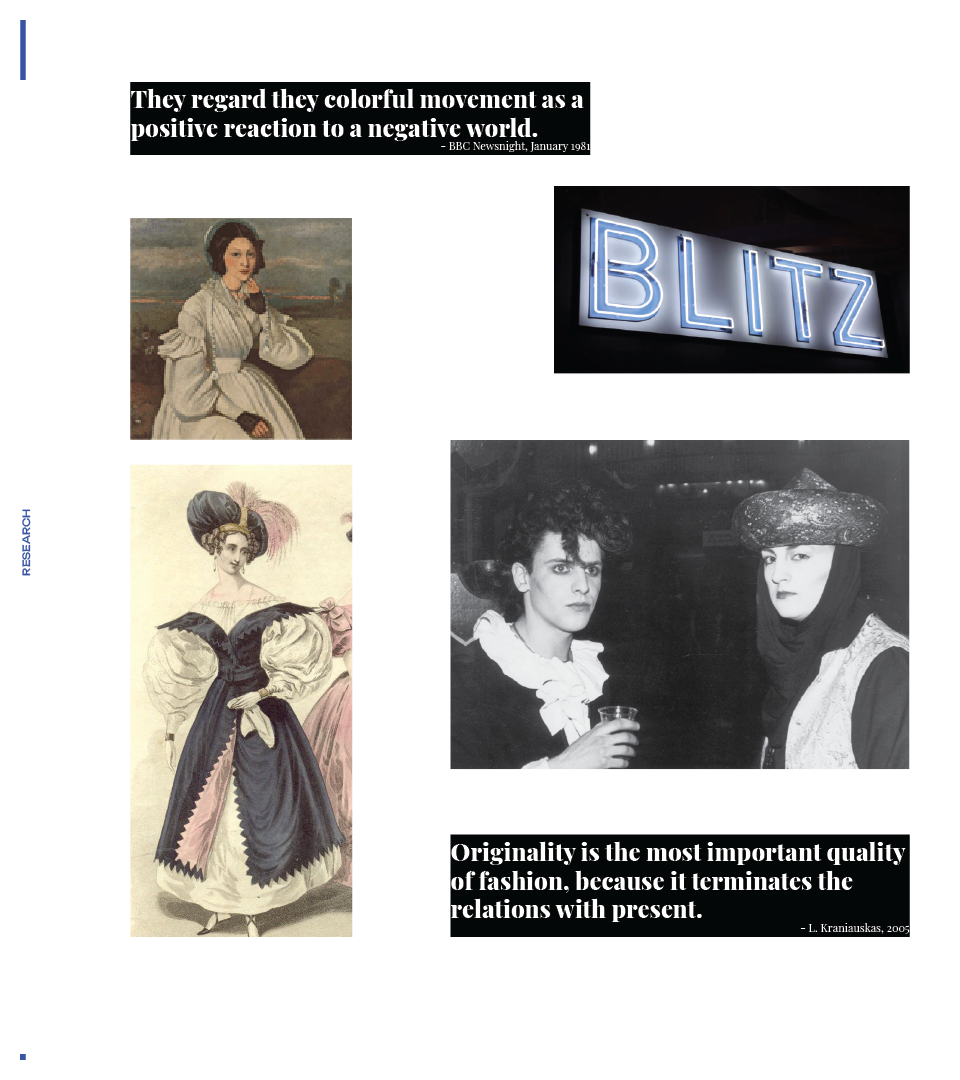 They regard they colorful movement as a
positive reaction to a negative world.
- BBC Newsnight, January 1981
BLITZ
RESEARCH
Originality is the most important quality
of fashion, because it terminates the
relations with present.
- L. Kraniauskas, 2005